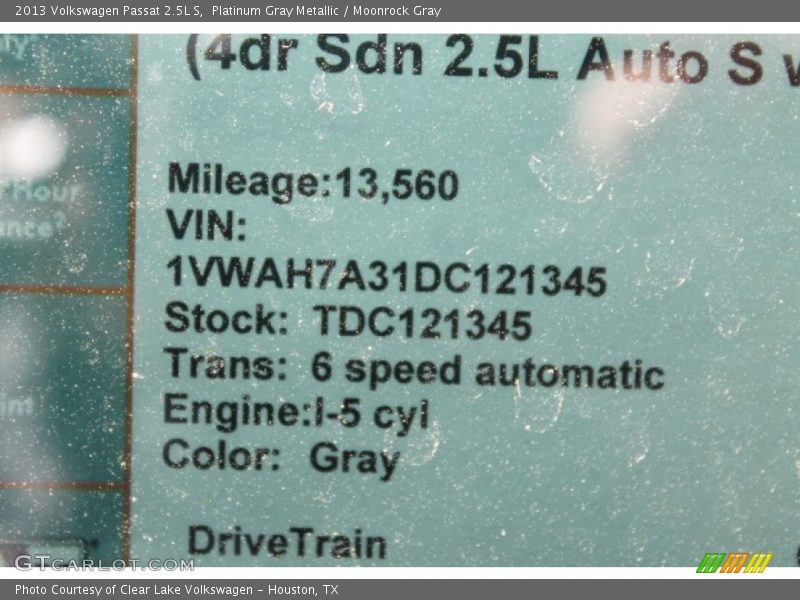 2013 Volkswagen Passat 2.5L S,  Platinum Gray Metallic / Moonrock Gray
(4dr Sdn 2.5L Auto S
Mileage:13,560
Hour
VIN:
1VWAH7A31DC121345
Stock: TDC121345
Trans: 6 speed automatic
Engine:I-5 cyl
Color: Gray
DriveTrain
GTCARLOT.COM
Photo Courtesy of Clear Lake Volkswagen – Houston, TX